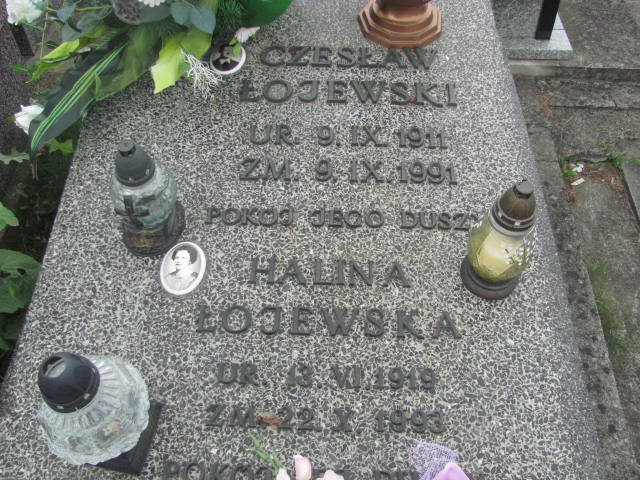 CZESŁAW
ŁOJEWSKI
UR. 9.IX.1911
ZM. 9.IX.1991
POKÓJ JEGO DUSZY
HALINA
ŁOJEWSKA
UR. 13.VI.1919
ZM. 22.X.1993
POKÓJ